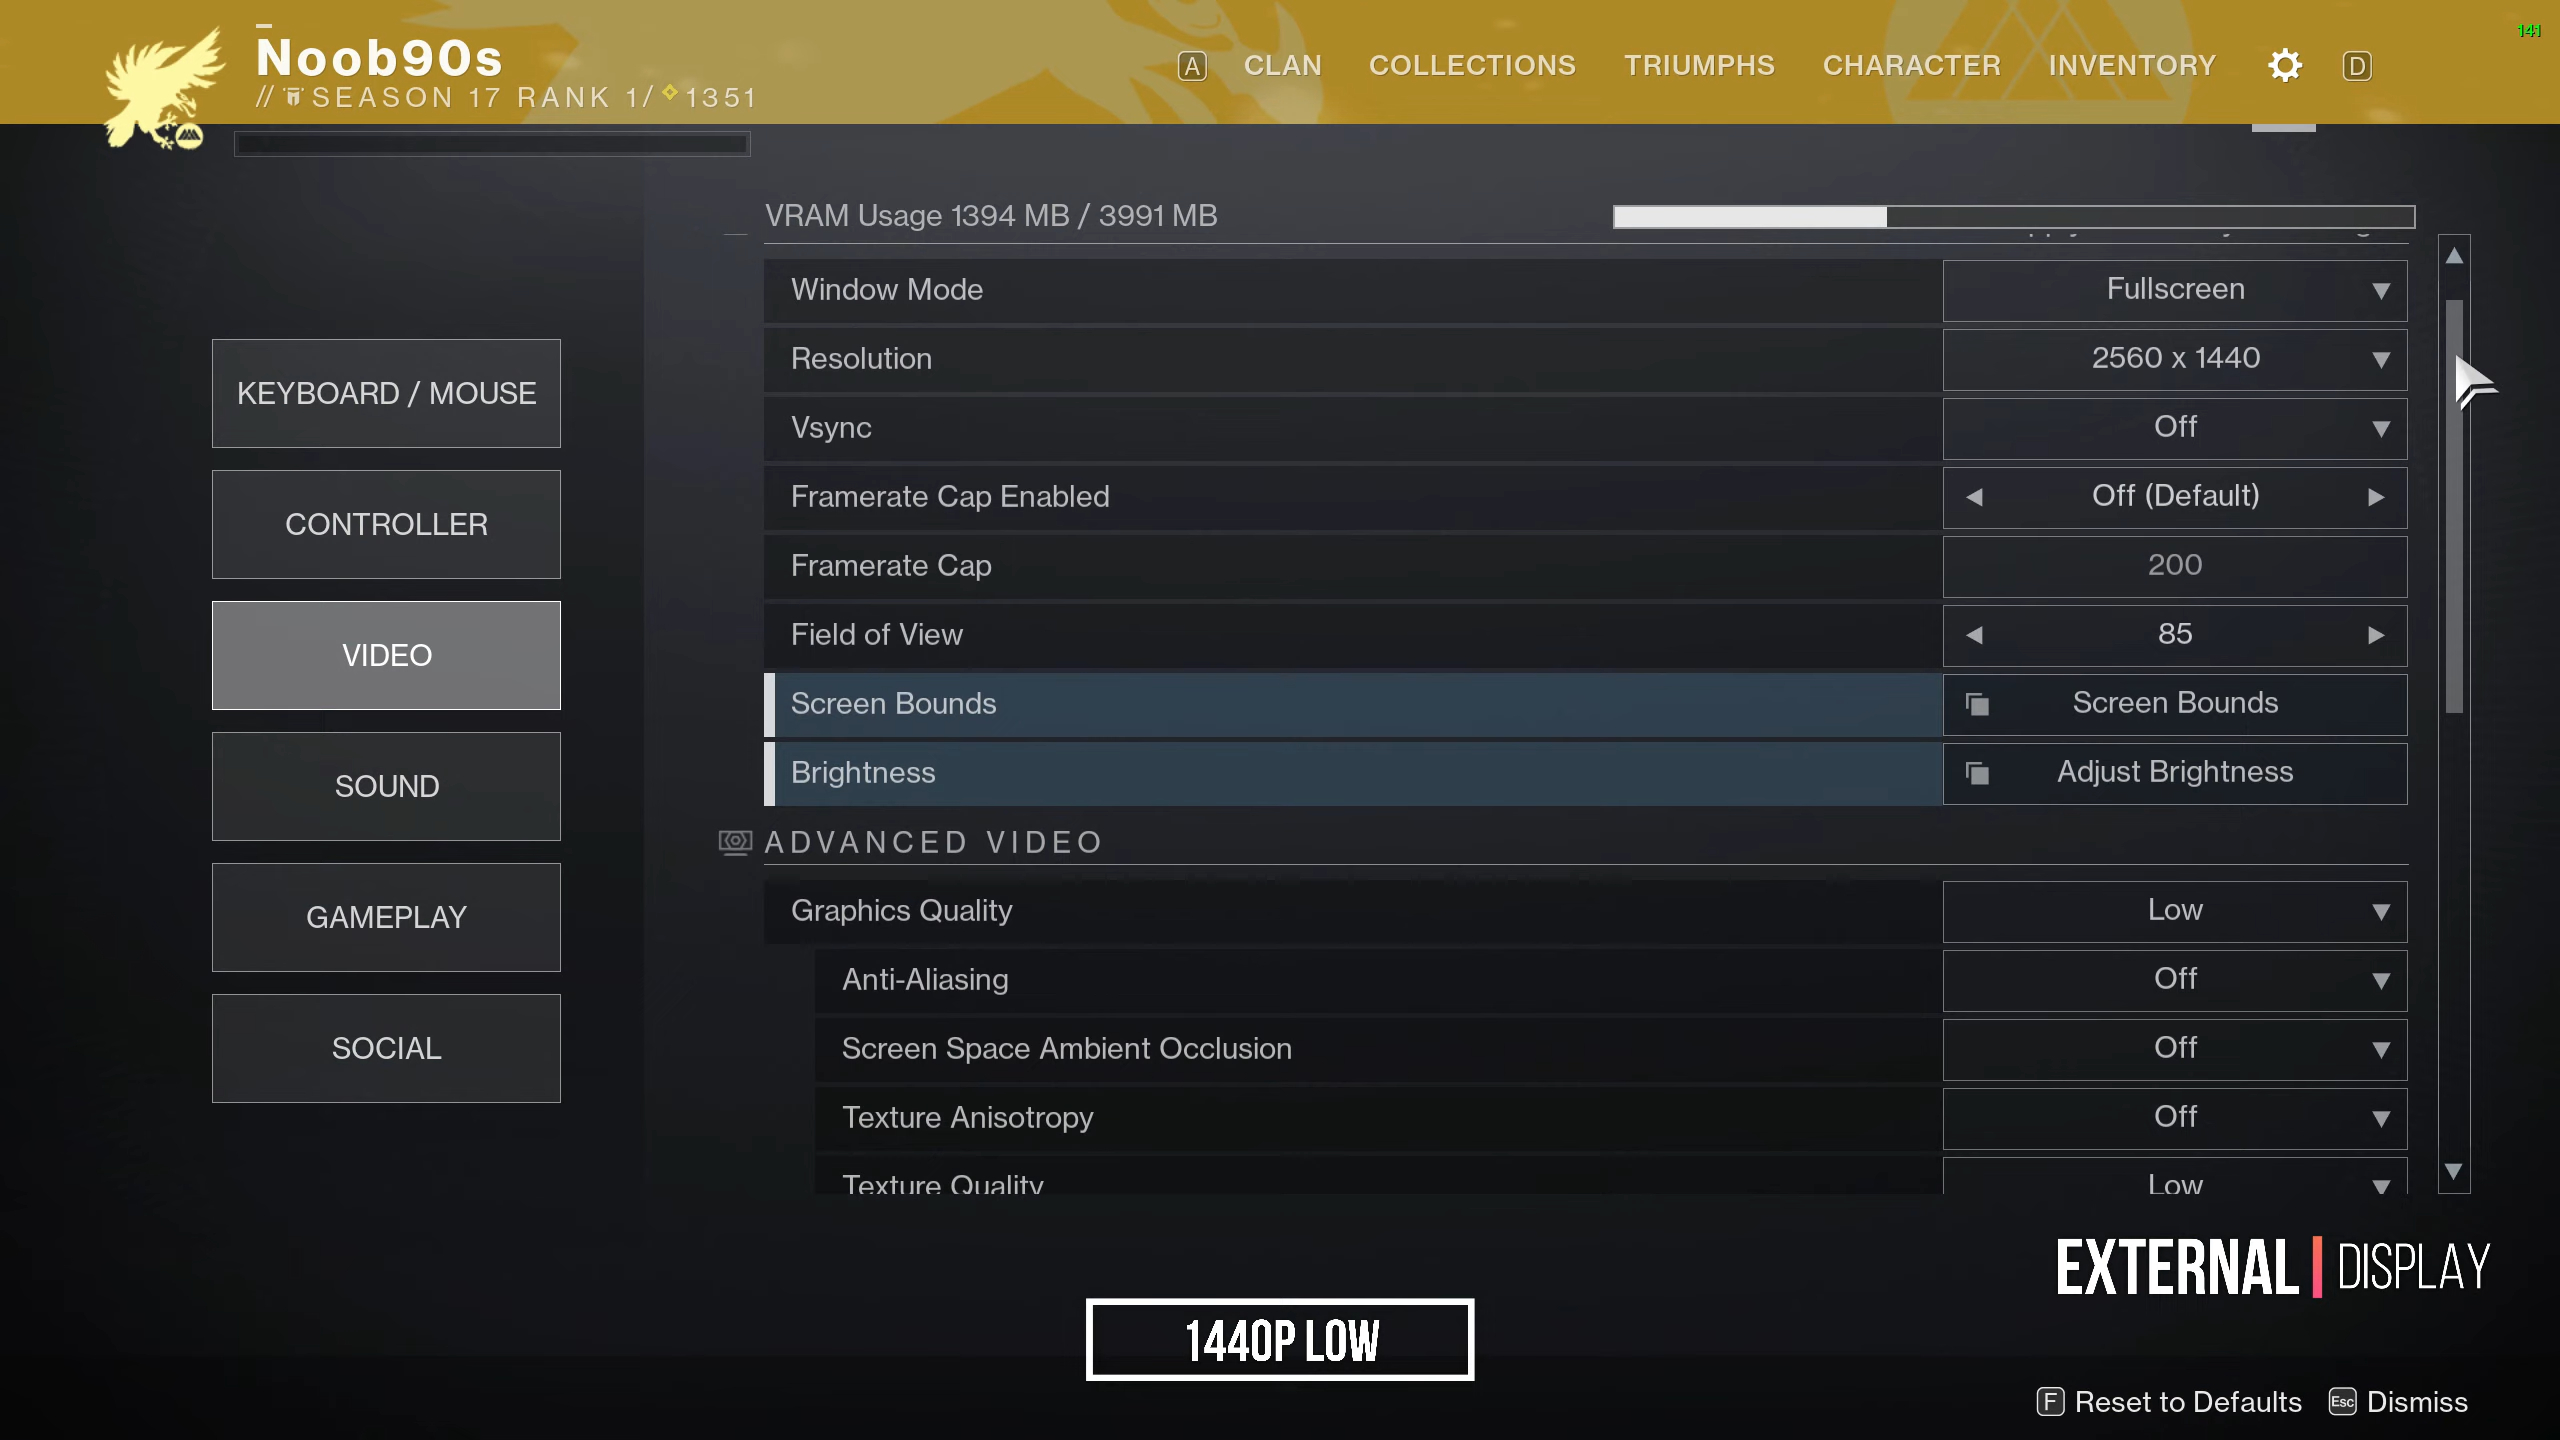 141
Noob90s
// SEASON 17 RANK 1/ 1351
A CLAN COLLECTIONS TRIUMPHS CHARACTER INVENTORY D
VRAM Usage 1394 MB / 3991 MB
Window Mode Fullscreen
Resolution 2560 x 1440
Vsync Off
Framerate Cap Enabled Off (Default)
Framerate Cap 200
Field of View 85
Screen Bounds Screen Bounds
Brightness Adjust Brightness
ADVANCED VIDEO
Graphics Quality Low
Anti-Aliasing Off
Screen Space Ambient Occlusion Off
Texture Anisotropy Off
Texture Quality Low
KEYBOARD / MOUSE
CONTROLLER
VIDEO
SOUND
GAMEPLAY
SOCIAL
EXTERNAL | DISPLAY
1440P LOW
F Reset to Defaults Esc Dismiss